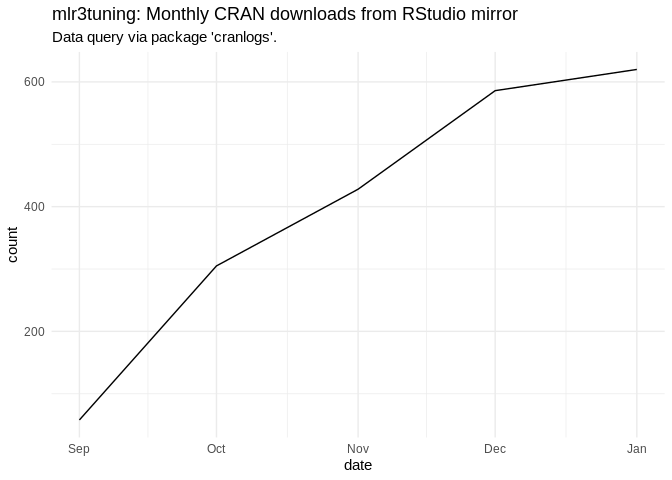 mlr3tuning: Monthly CRAN downloads from RStudio mirror
Data query via package 'cranlogs'.
600
400
200
count
Sep Oct Nov Dec Jan
date